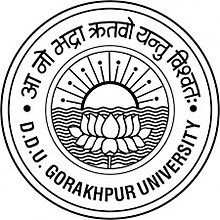 आ नो भद्रा क्रतवो यन्तु विश्वतः
D.D.U. GORAKHPUR UNIVERSITY